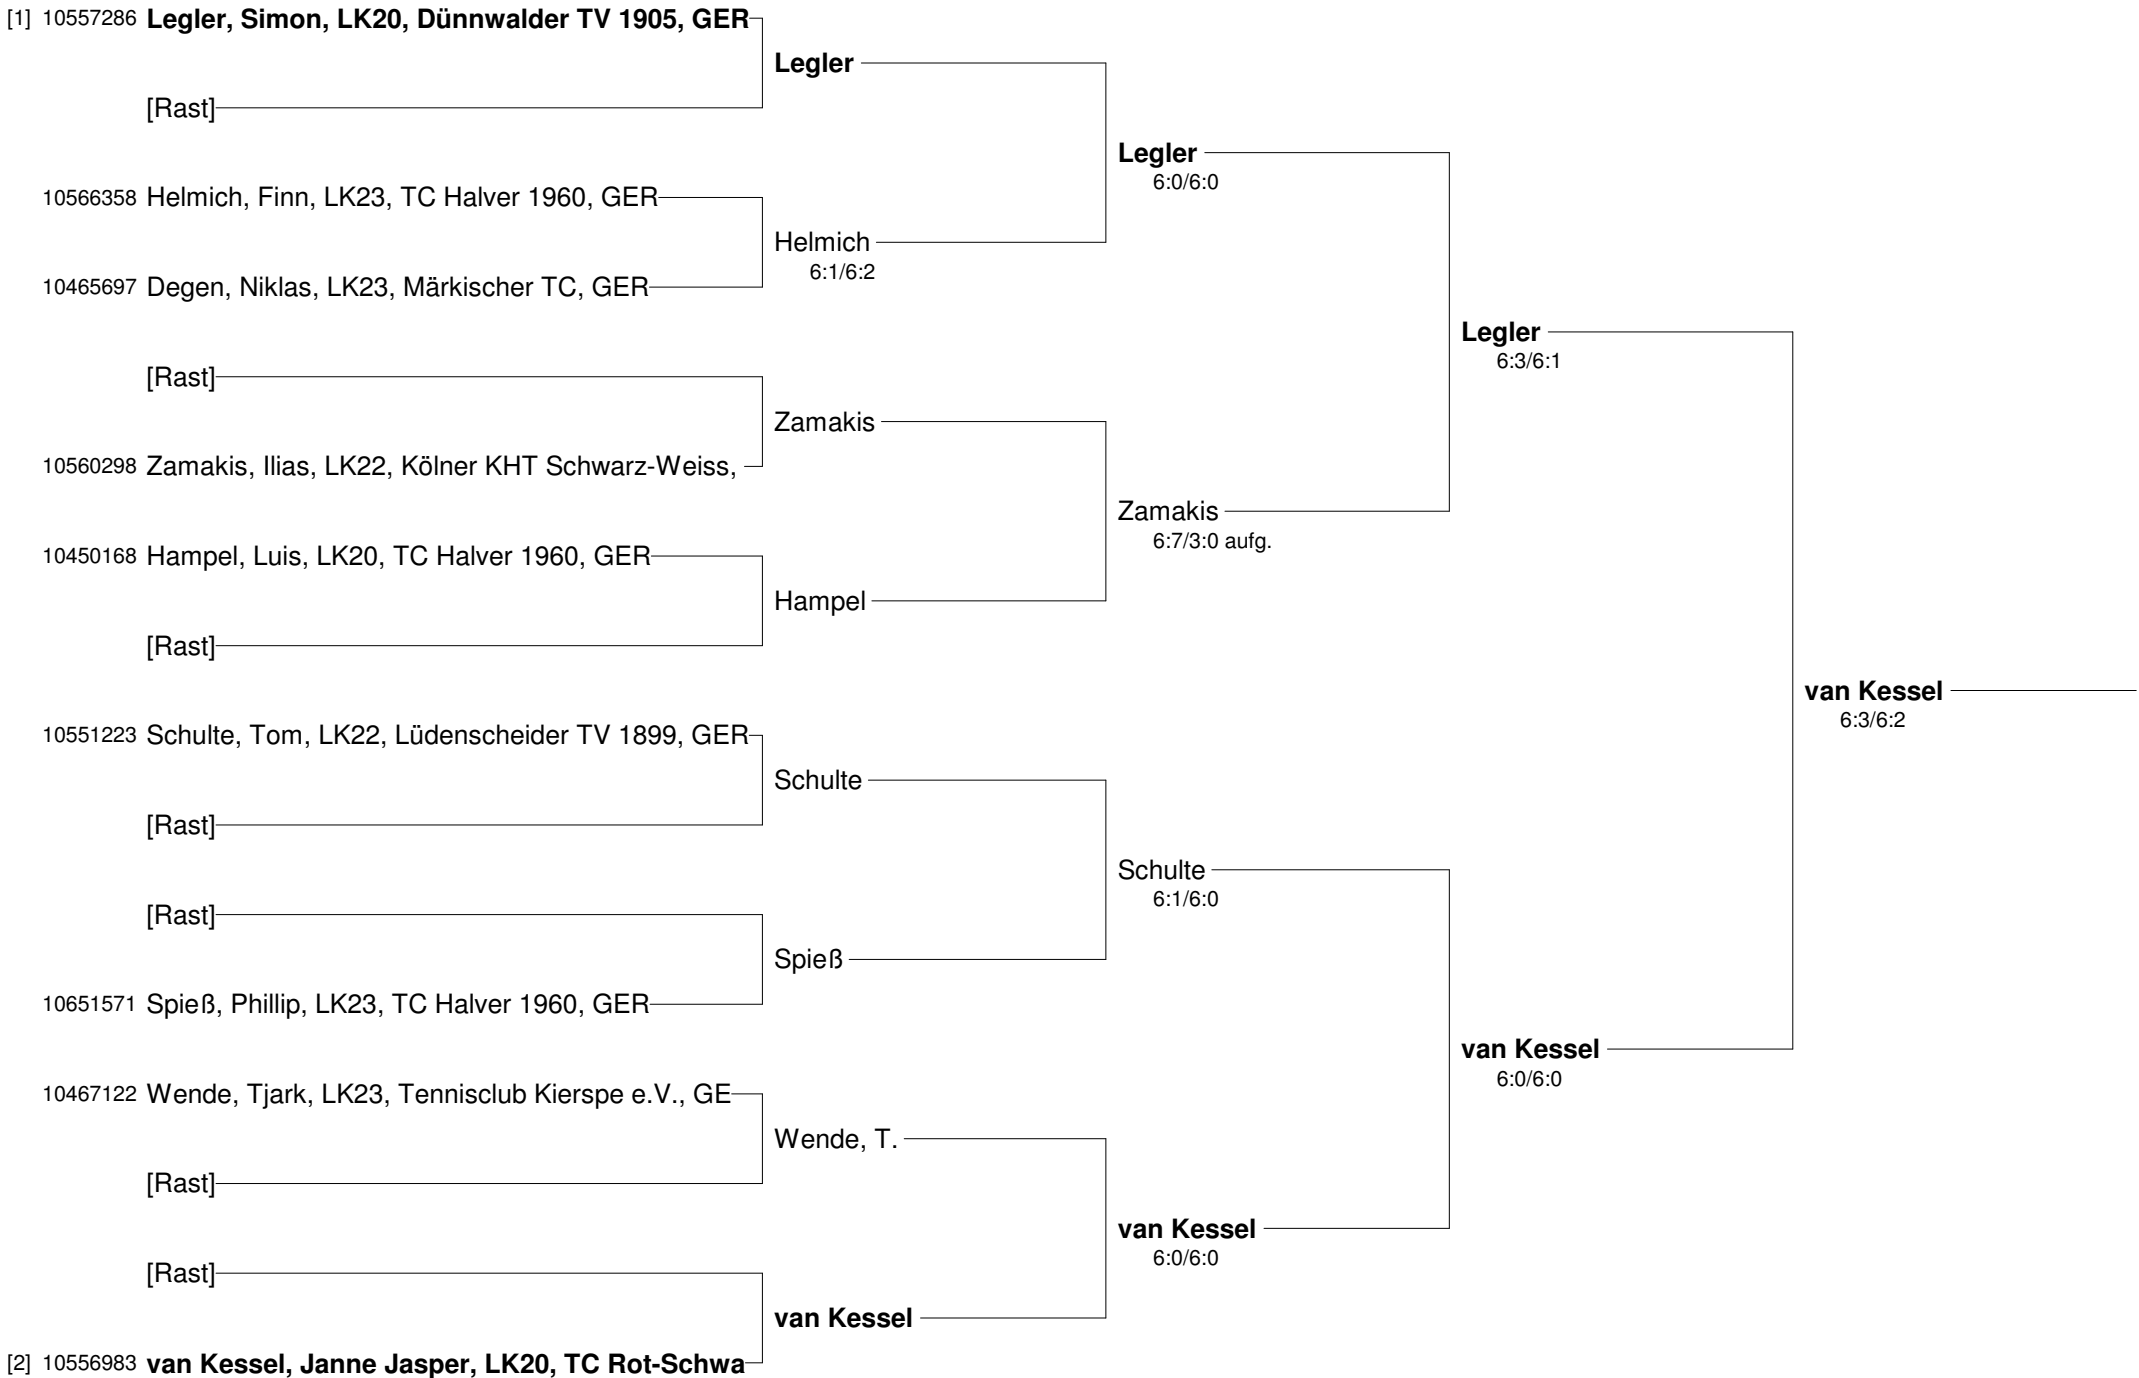 [1] 10557286 Legler, Simon, LK20, Dünnwalder TV 1905, GER
Legler
[Rast]
Legler
6:0/6:0
10566358 Helmich, Finn, LK23, TC Halver 1960, GER
Helmich
6:1/6:2
10465697 Degen, Niklas, LK23, Märkischer TC, GER
Legler
6:3/6:1
[Rast]
Zamakis
10560298 Zamakis, Ilias, LK22, Kölner KHT Schwarz-Weiss,
Zamakis
6:7/3:0 aufg.
10450168 Hampel, Luis, LK20, TC Halver 1960, GER
Hampel
[Rast]
van Kessel
6:3/6:2
10551223 Schulte, Tom, LK22, Lüdenscheider TV 1899, GER
Schulte
[Rast]
Schulte
6:1/6:0
[Rast]
Spieß
10651571 Spieß, Phillip, LK23, TC Halver 1960, GER
van Kessel
6:0/6:0
10467122 Wende, Tjark, LK23, Tennisclub Kierspe e.V., GE
Wende, T.
[Rast]
van Kessel
6:0/6:0
[Rast]
van Kessel
[2] 10556983 van Kessel, Janne Jasper, LK20, TC Rot-Schwa